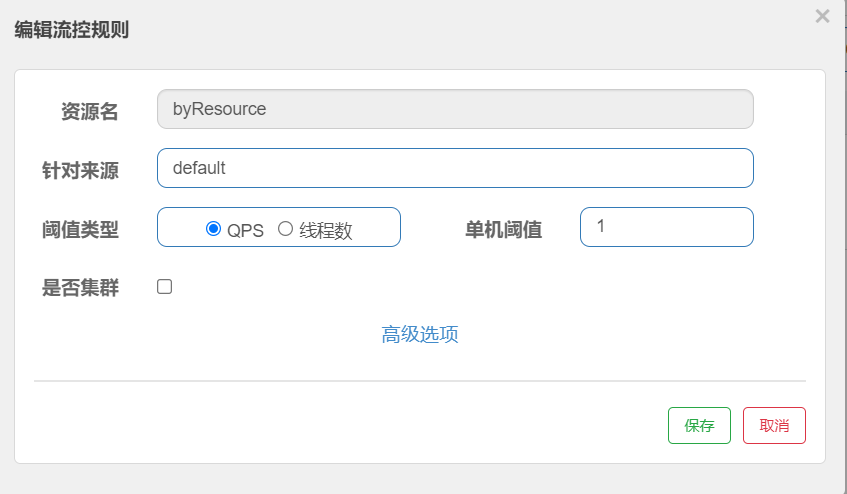 编辑流控规则
资源名 byResource
针对来源 default
阈值类型 QPS 线程数 单机阈值 1
是否集群
高级选项
保存 取消